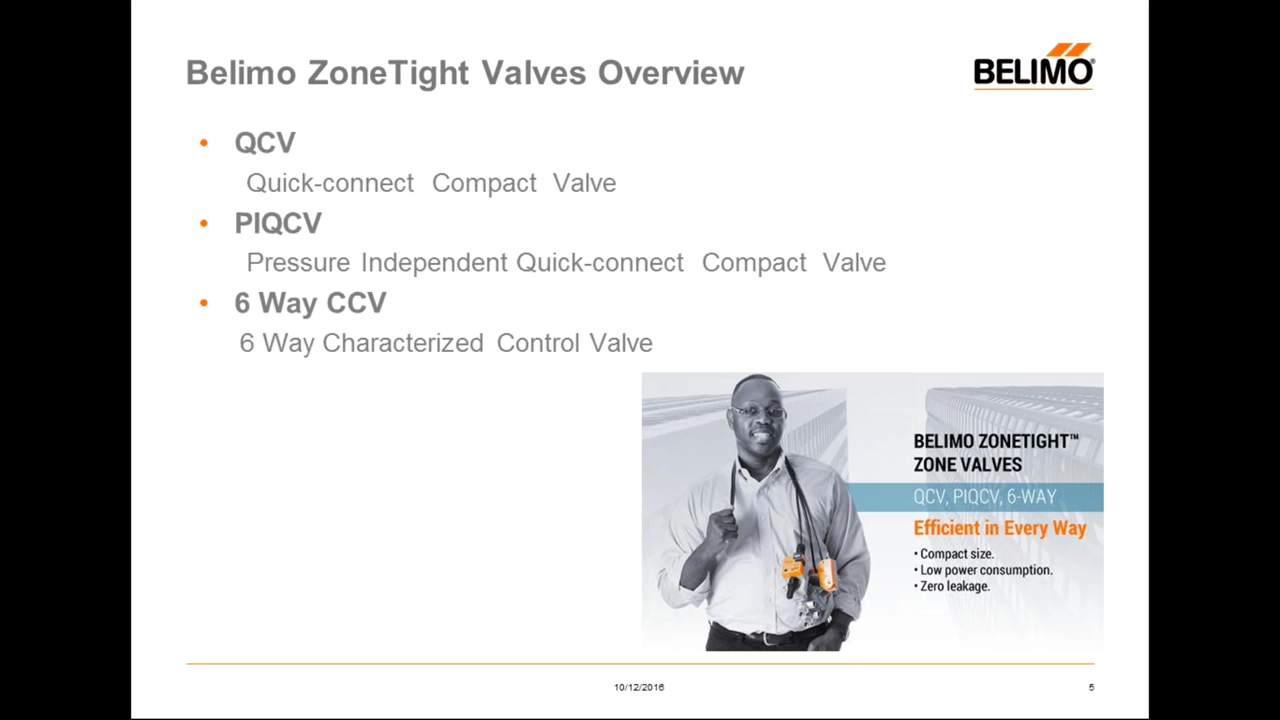 Belimo ZoneTight Valves Overview
BELIMO®
• QCV
Quick-connect Compact Valve
• PIQCV
Pressure Independent Quick-connect Compact Valve
• 6 Way CCV
6 Way Characterized Control Valve
BELIMO ZONETIGHT™
ZONE VALVES
QCV, PIQCV, 6-WAY
Efficient in Every Way
• Compact size.
• Low power consumption.
• Zero leakage.
10/12/2016
5